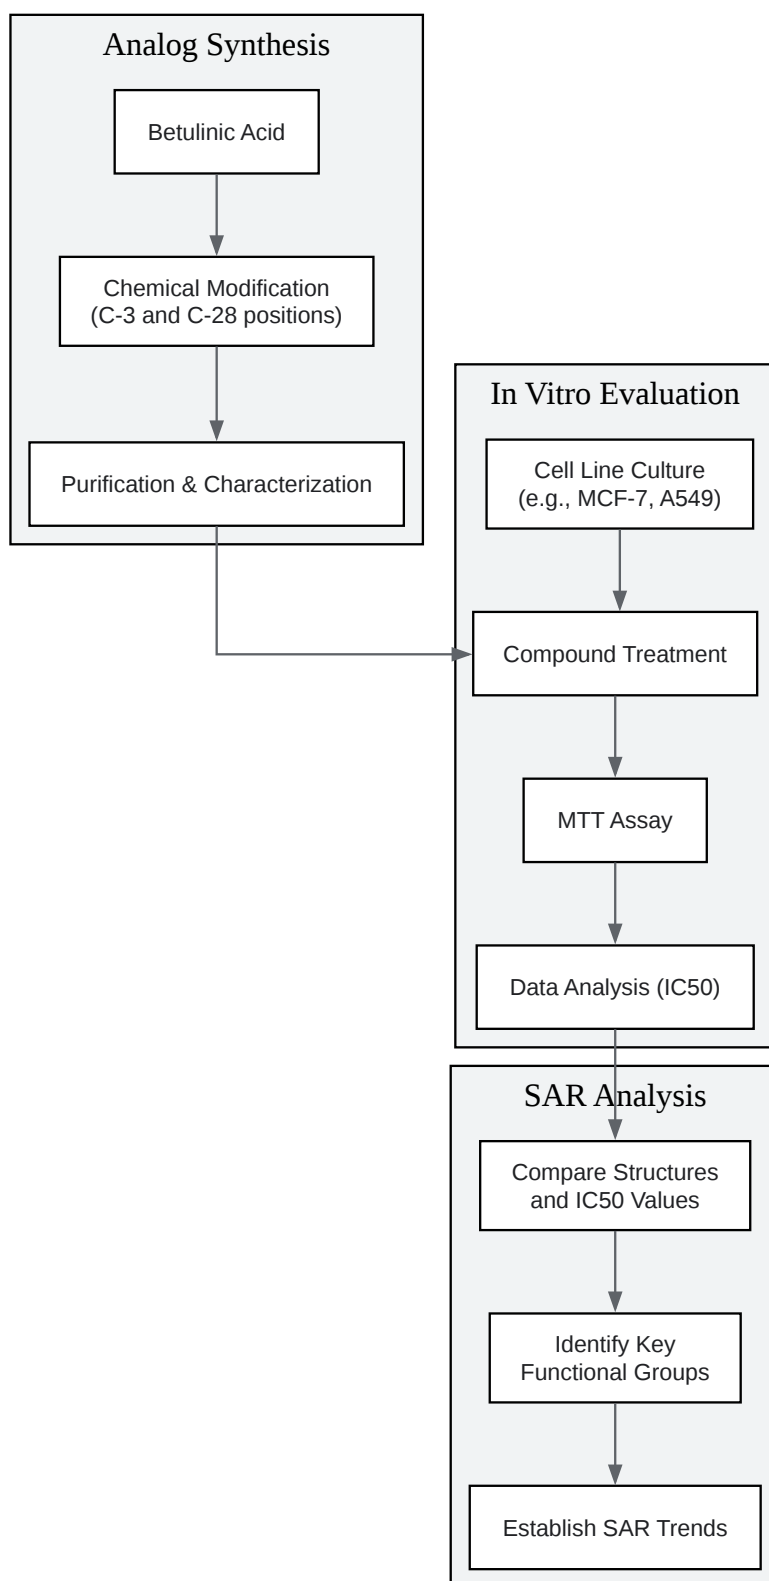 Analog Synthesis
Betulinic Acid
Chemical Modification
(C-3 and C-28 positions)
Purification & Characterization
In Vitro Evaluation
Cell Line Culture
(e.g., MCF-7, A549)
Compound Treatment
MTT Assay
Data Analysis (IC50)
SAR Analysis
Compare Structures
and IC50 Values
Identify Key
Functional Groups
Establish SAR Trends